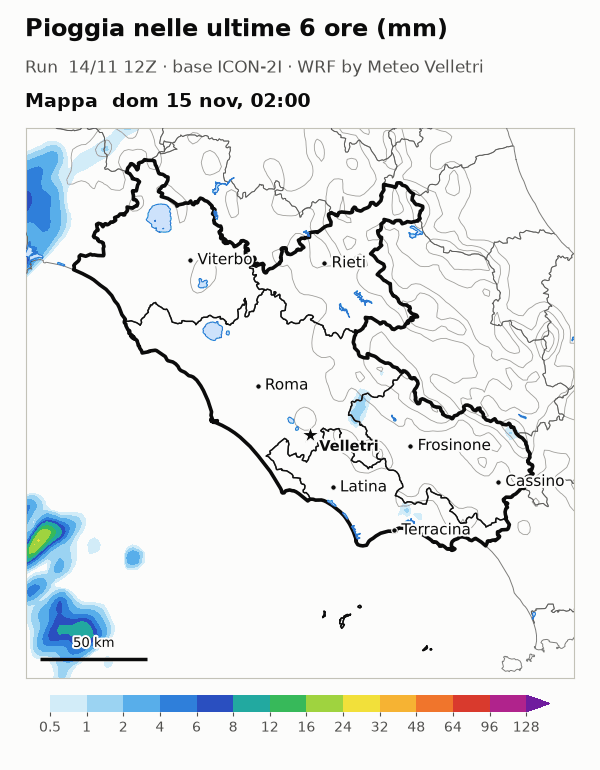 Pioggia nelle ultime 6 ore (mm)
Run 14/11 12Z · base ICON-2I · WRF by Meteo Velletri
Mappa dom 15 nov, 02:00
Viterbo
Rieti
Roma
Velletri
Frosinone
Latina
Cassino
Terracina
50 km
0.5 1 2 4 6 8 12 16 24 32 48 64 96 128